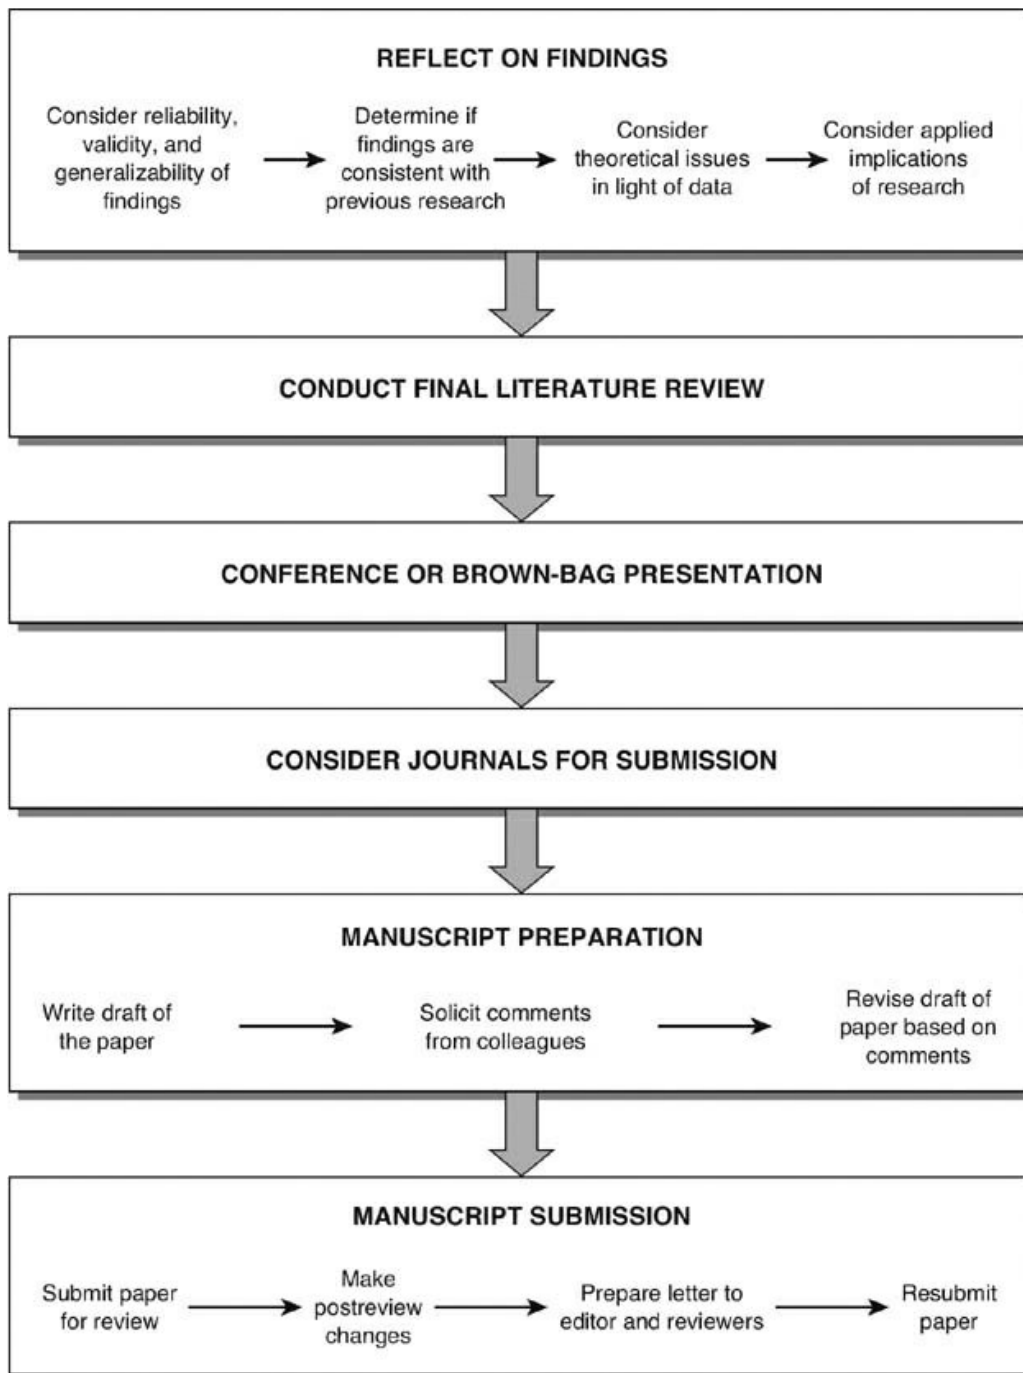 REFLECT ON FINDINGS
Consider reliability,
validity, and
generalizability of
findings
Determine if
findings are
consistent with
previous research
Consider
theoretical issues
in light of data
Consider applied
implications
of research
CONDUCT FINAL LITERATURE REVIEW
CONFERENCE OR BROWN-BAG PRESENTATION
CONSIDER JOURNALS FOR SUBMISSION
MANUSCRIPT PREPARATION
Write draft of
the paper
Solicit comments
from colleagues
Revise draft of
paper based on
comments
MANUSCRIPT SUBMISSION
Submit paper
for review
Make
postreview
changes
Prepare letter to
editor and reviewers
Resubmit
paper